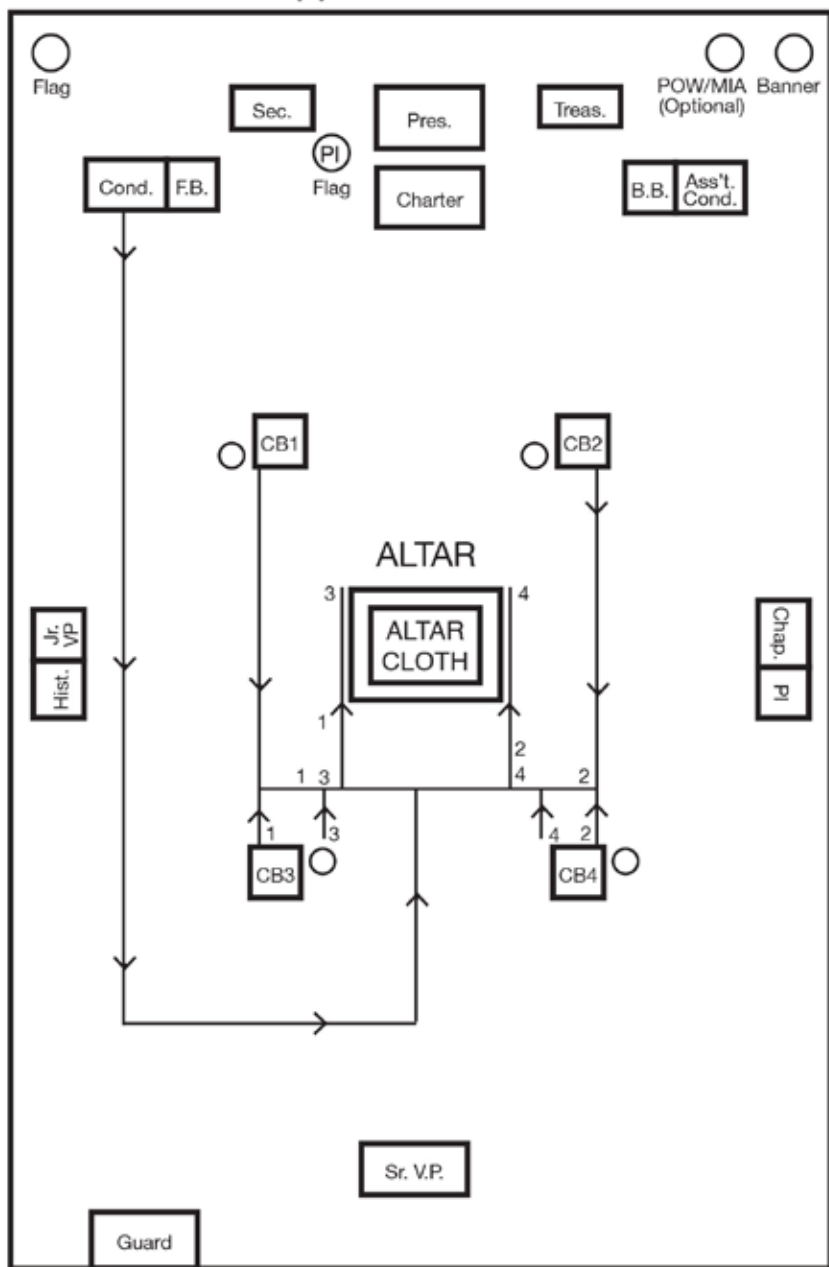 Flag
POW/MIA
(Optional)
Banner
Sec.
Pres.
Treas.
PI
Flag
Cond.
F.B.
Charter
B.B.
Ass't.
Cond.
CB1
CB2
ALTAR
3
4
ALTAR
CLOTH
Jr.
VP
Hist.
Chap.
PI
1
2
1
3
4
2
1
3
4
2
CB3
CB4
Sr. V.P.
Guard